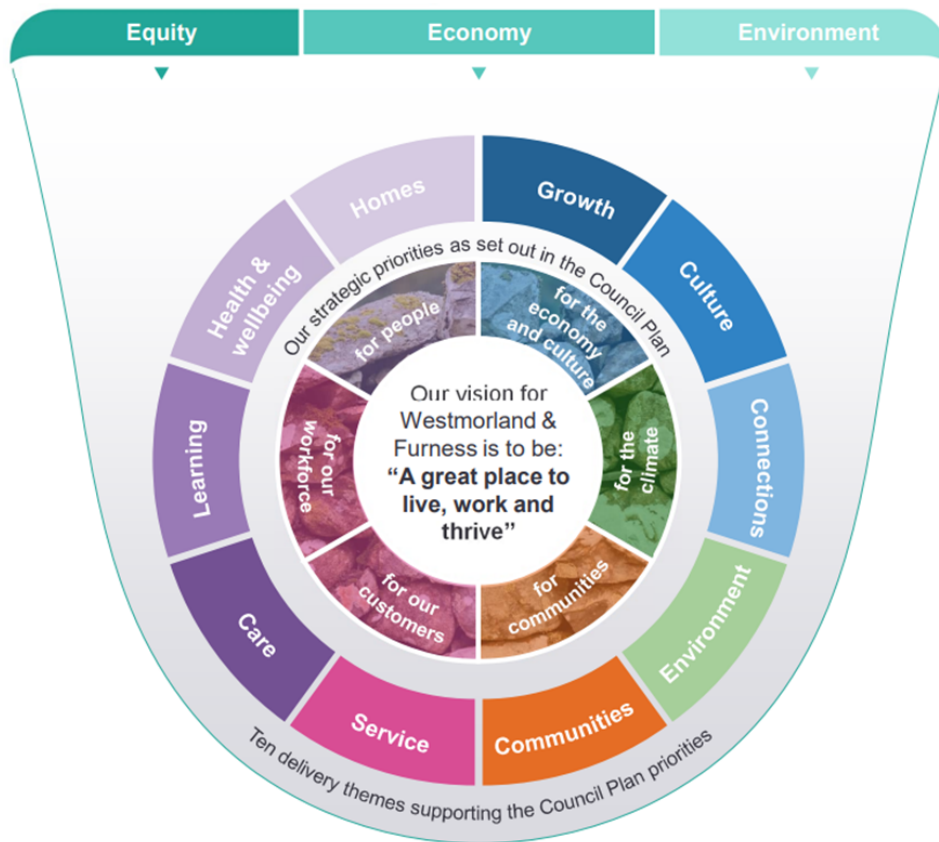 Equity
Economy
Environment
Homes
Growth
Health &
wellbeing
Culture
Learning
Connections
Care
Environment
Service
Communities
Our strategic priorities as set out in the Council Plan
for people
for the
economy
and culture
for our
workforce
for the
climate
for our
customers
for
communities
Our vision for
Westmorland &
Furness is to be:
“A great place to
live, work and
thrive”
Ten delivery themes supporting the Council Plan priorities